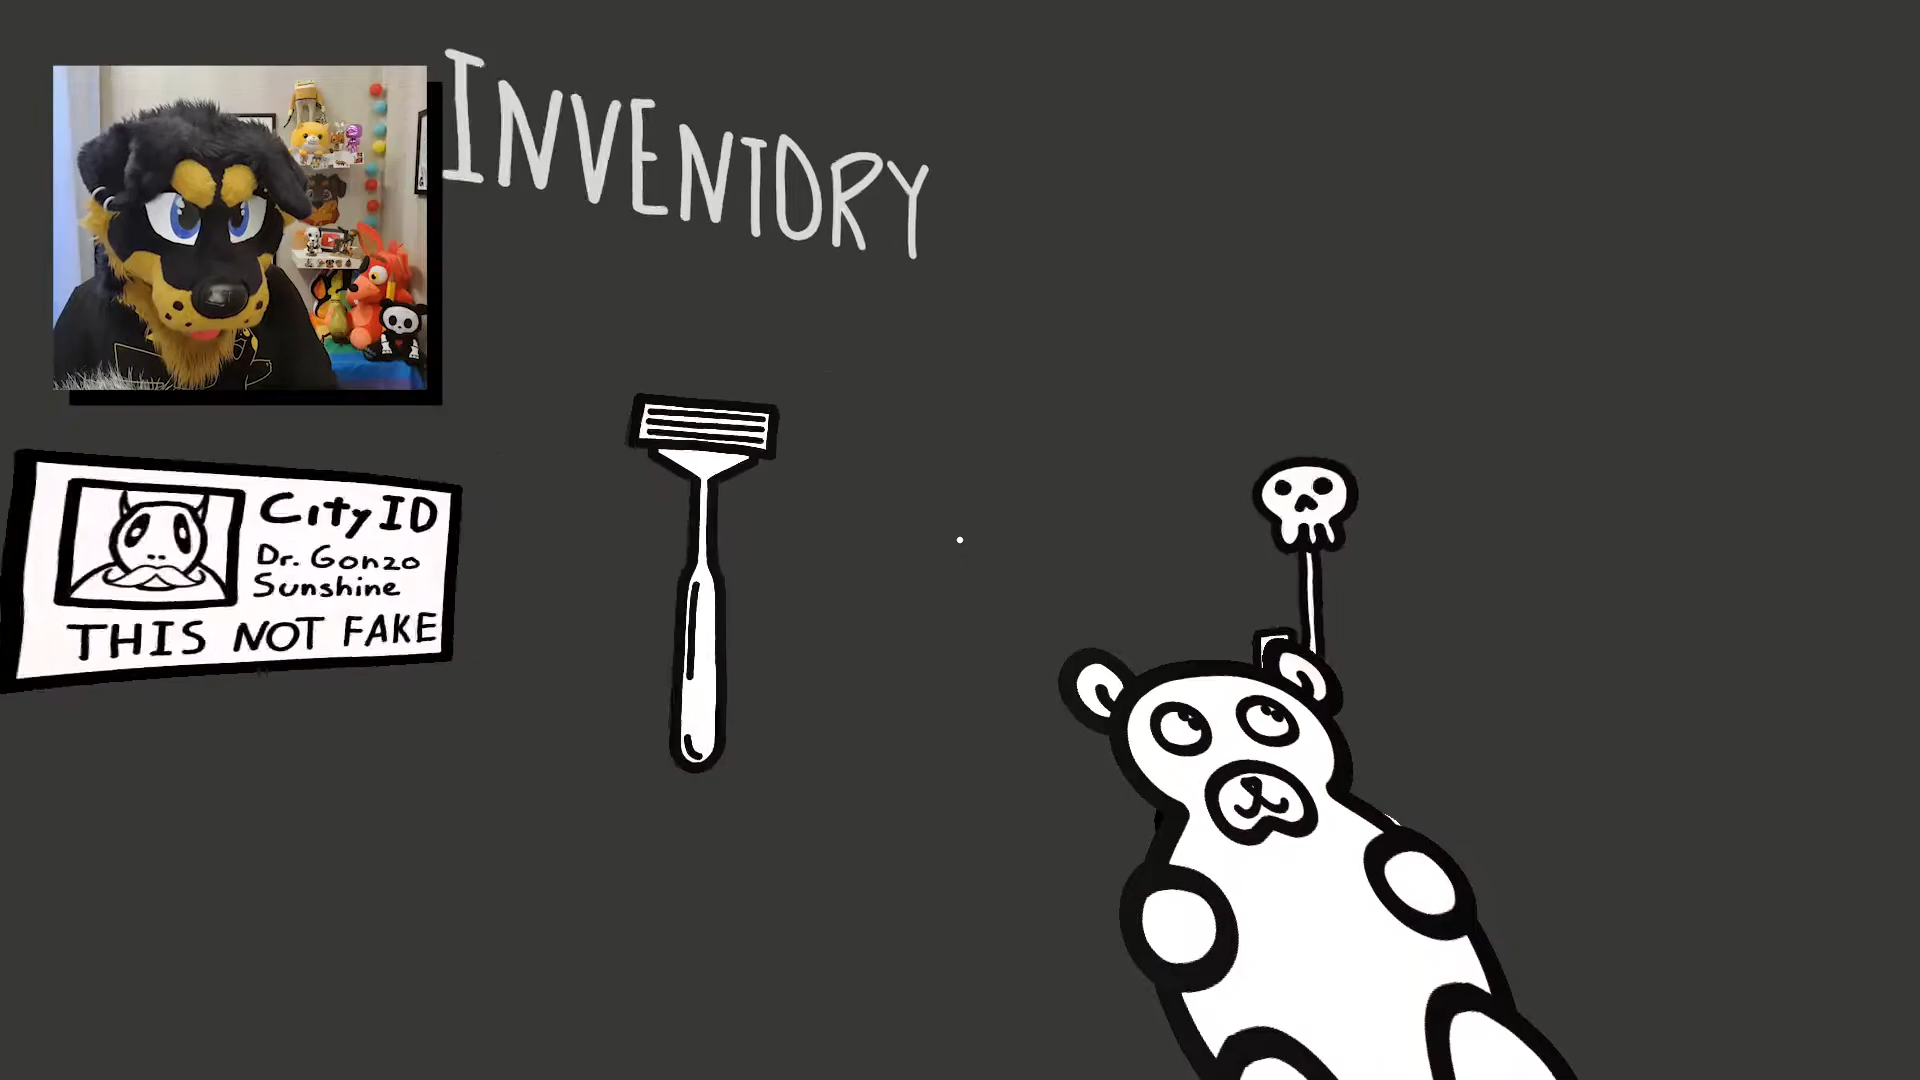 INVENTORY
City ID
Dr. Gonzo
Sunshine
THIS NOT FAKE